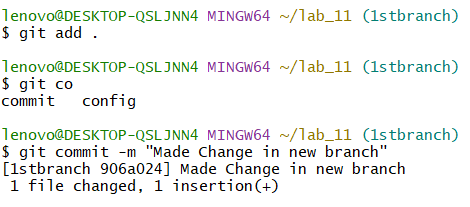 lenovo@DESKTOP-QSLJNN4 MINGW64 ~/lab_11 (1stbranch)
$ git add .
lenovo@DESKTOP-QSLJNN4 MINGW64 ~/lab_11 (1stbranch)
$ git co
commit   config
lenovo@DESKTOP-QSLJNN4 MINGW64 ~/lab_11 (1stbranch)
$ git commit -m "Made Change in new branch"
[1stbranch 906a024] Made Change in new branch
 1 file changed, 1 insertion(+)